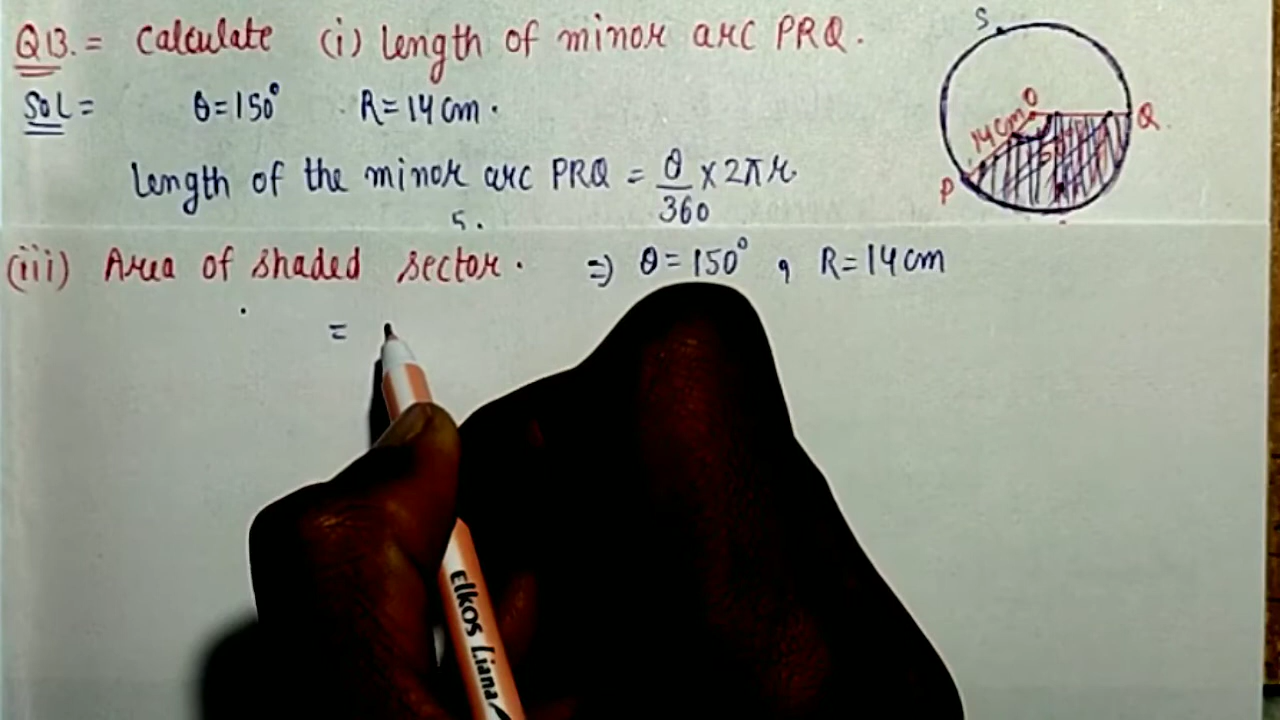 Q13. = Calculate (i) length of minor arc PRQ.
Sol = θ=150° R=14cm.
length of the minor arc PRQ = θ/360 × 2πr.
5.
(iii) Area of shaded sector. => θ=150°, R=14cm
=
S
O
14cm
Q
P
Elkos Liana